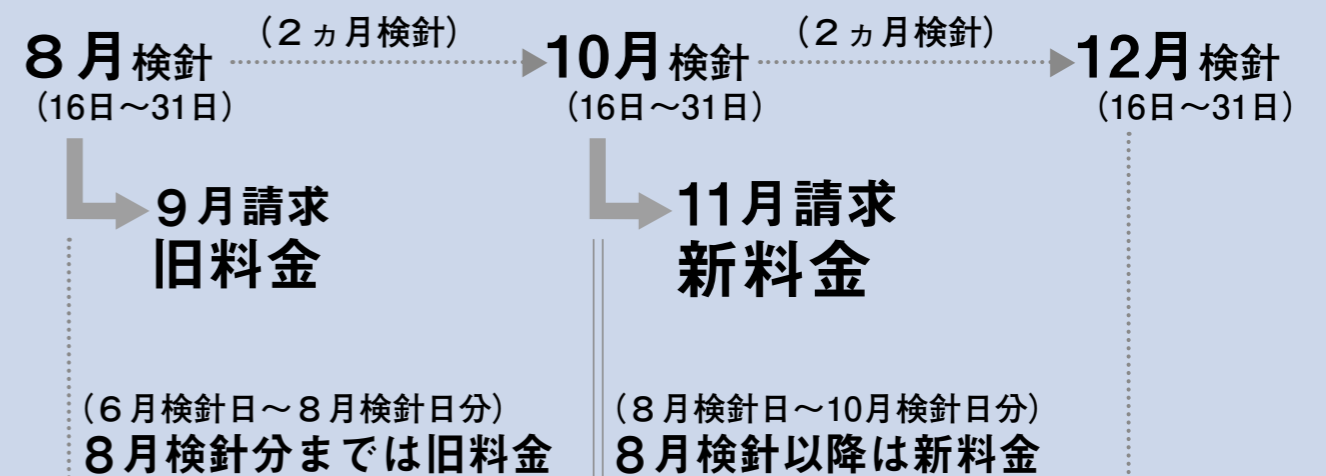 ８月検針 （２ヵ月検針） 10月検針 （２ヵ月検針） 12月検針
（16日～31日） （16日～31日） （16日～31日）
９月請求 11月請求
旧料金 新料金
（６月検針日～８月検針日分） （８月検針日～10月検針日分）
８月検針分までは旧料金 ８月検針以降は新料金